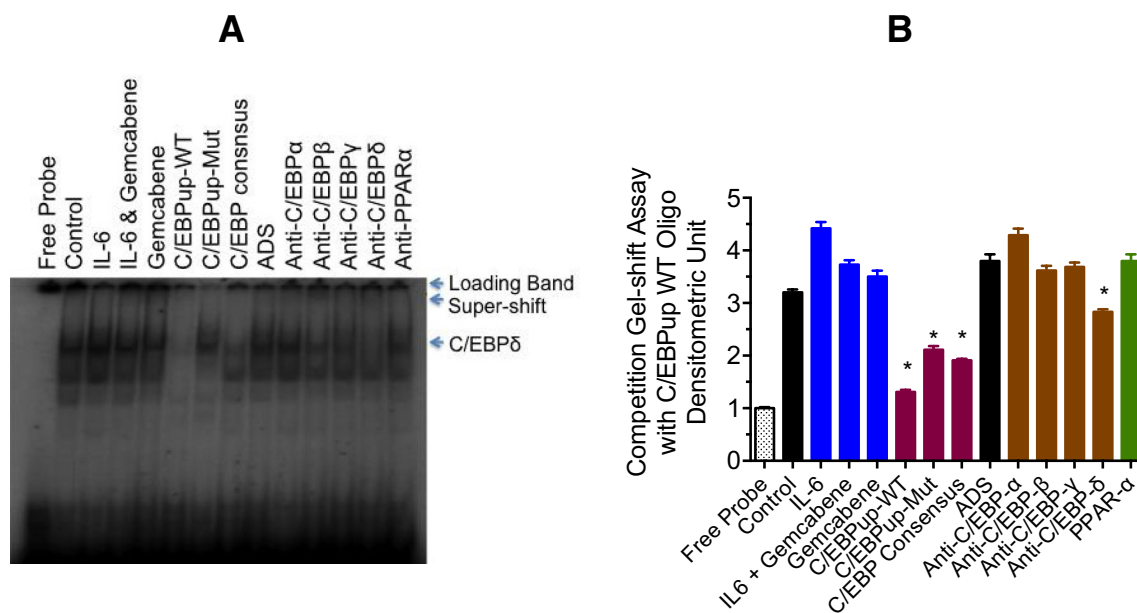 A
Free Probe
Control
IL-6
IL-6 & Gemcabene
Gemcabene
C/EBPup-WT
C/EBPup-Mut
C/EBP consnsus
ADS
Anti-C/EBPα
Anti-C/EBPβ
Anti-C/EBPγ
Anti-C/EBPδ
Anti-PPARα
Loading Band
Super-shift
C/EBPδ
B
Competition Gel-shift Assay
with C/EBPup WT Oligo
Densitometric Unit
5
4
3
2
1
0
*
*
*
*
Free Probe
Control
IL-6
IL6 + Gemcabene
Gemcabene
C/EBPup-WT
C/EBPup-Mut
C/EBP Consensus
ADS
Anti-C/EBP-α
Anti-C/EBP-β
Anti-C/EBP-γ
Anti-C/EBP-δ
PPAR-α